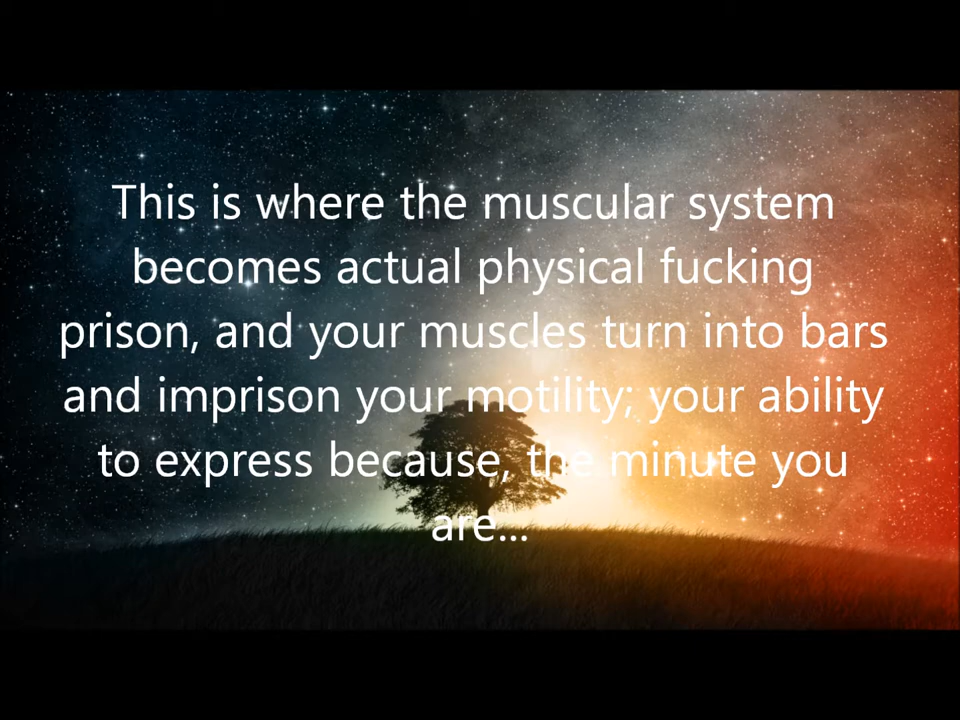 This is where the muscular system
becomes actual physical fucking
prison, and your muscles turn into bars
and imprison your motility; your ability
to express because, the minute you
are...